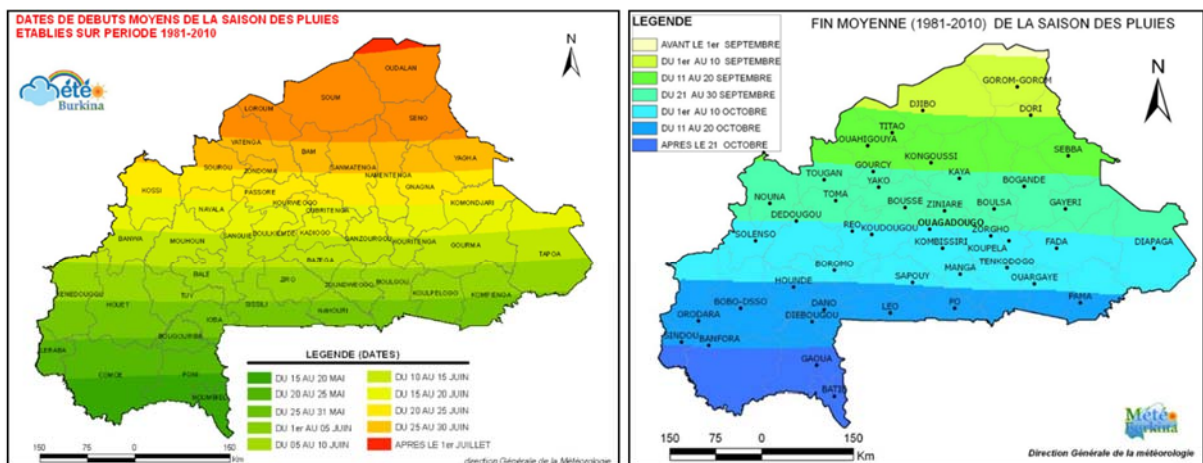 DATES DE DEBUTS MOYENS DE LA SAISON DES PLUIES
ETABLIES SUR PERIODE 1981-2010
Météo
Burkina
N
OUDALAN
SOUM
LOROUM
SENO
YATENGA
BAM
SOUROU
ZONDOMA
SANMATENGA
YAGHA
NAMENTENGA
KOSSI
PASSORE
GNAGNA
KOURWEOGO
OUBRITENGA
KOMONDJARI
NAYALA
SANGUIE
BOULKIEMDE
KADIOGO
BANWA
MOUHOUN
GANZOURGOU
KOURITENGA
GOURMA
BAZEGA
TAPOA
BALE
ZIRO
KENEDOUGOU
HOUET
TUY
ZOUNDWEOGO
BOULGOU
KOULPELOGO
KOMPIENGA
SISSILI
NAHOURI
IOBA
BOUGOURIBA
LERABA
COMOE
PONI
NOUMBIEL
LEGENDE (DATES)
DU 15 AU 20 MAI
DU 20 AU 25 MAI
DU 25 AU 31 MAI
DU 1er AU 05 JUIN
DU 05 AU 10 JUIN
DU 10 AU 15 JUIN
DU 15 AU 20 JUIN
DU 20 AU 25 JUIN
DU 25 AU 30 JUIN
APRES LE 1er JUILLET
150 75 0 150
Km
direction Générale de la Météorologie
LEGENDE
AVANT LE 1er SEPTEMBRE
DU 1er AU 10 SEPTEMBRE
DU 11 AU 20 SEPTEMBRE
DU 21 AU 30 SEPTEMBRE
DU 1er AU 10 OCTOBRE
DU 11 AU 20 OCTOBRE
APRES LE 21 OCTOBRE
FIN MOYENNE (1981-2010) DE LA SAISON DES PLUIES
N
GOROM-GOROM
DJIBO
DORI
TITAO
OUAHIGOUYA
SEBBA
KONGOUSSI
GOURCY
TOUGAN
YAKO
KAYA
BOGANDE
NOUNA
TOMA
BOUSSE
ZINIARE
BOULSA
GAYERI
DEDOUGOU
OUAGADOUGO
SOLENSO
REO
KOUDOUGOU
ZORGHO
KOMBISSIRI
KOUPELA
FADA
DIAPAGA
BOROMO
MANGA
TENKODOGO
HOUNDE
SAPOUY
OUARGAYE
BOBO-DSSO
DANO
LEO
PO
PAMA
ORODARA
DIEBOUGOU
SINDOU
BANFORA
GAOUA
BATIE
Météo
Burkina
150 75 0 150
Km
Direction Générale de la météorologie